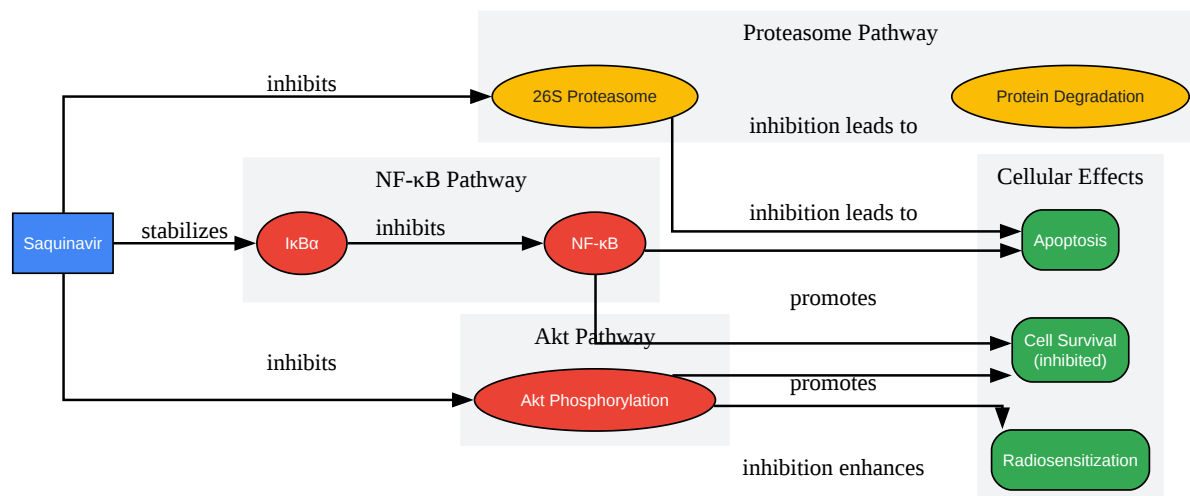 Proteasome Pathway
inhibits
26S Proteasome
Protein Degradation
inhibition leads to
NF-κB Pathway
Cellular Effects
Saquinavir
stabilizes
IκBα
inhibits
NF-κB
inhibition leads to
Apoptosis
promotes
Akt Pathway
Cell Survival
(inhibited)
inhibits
promotes
Akt Phosphorylation
Radiosensitization
inhibition enhances